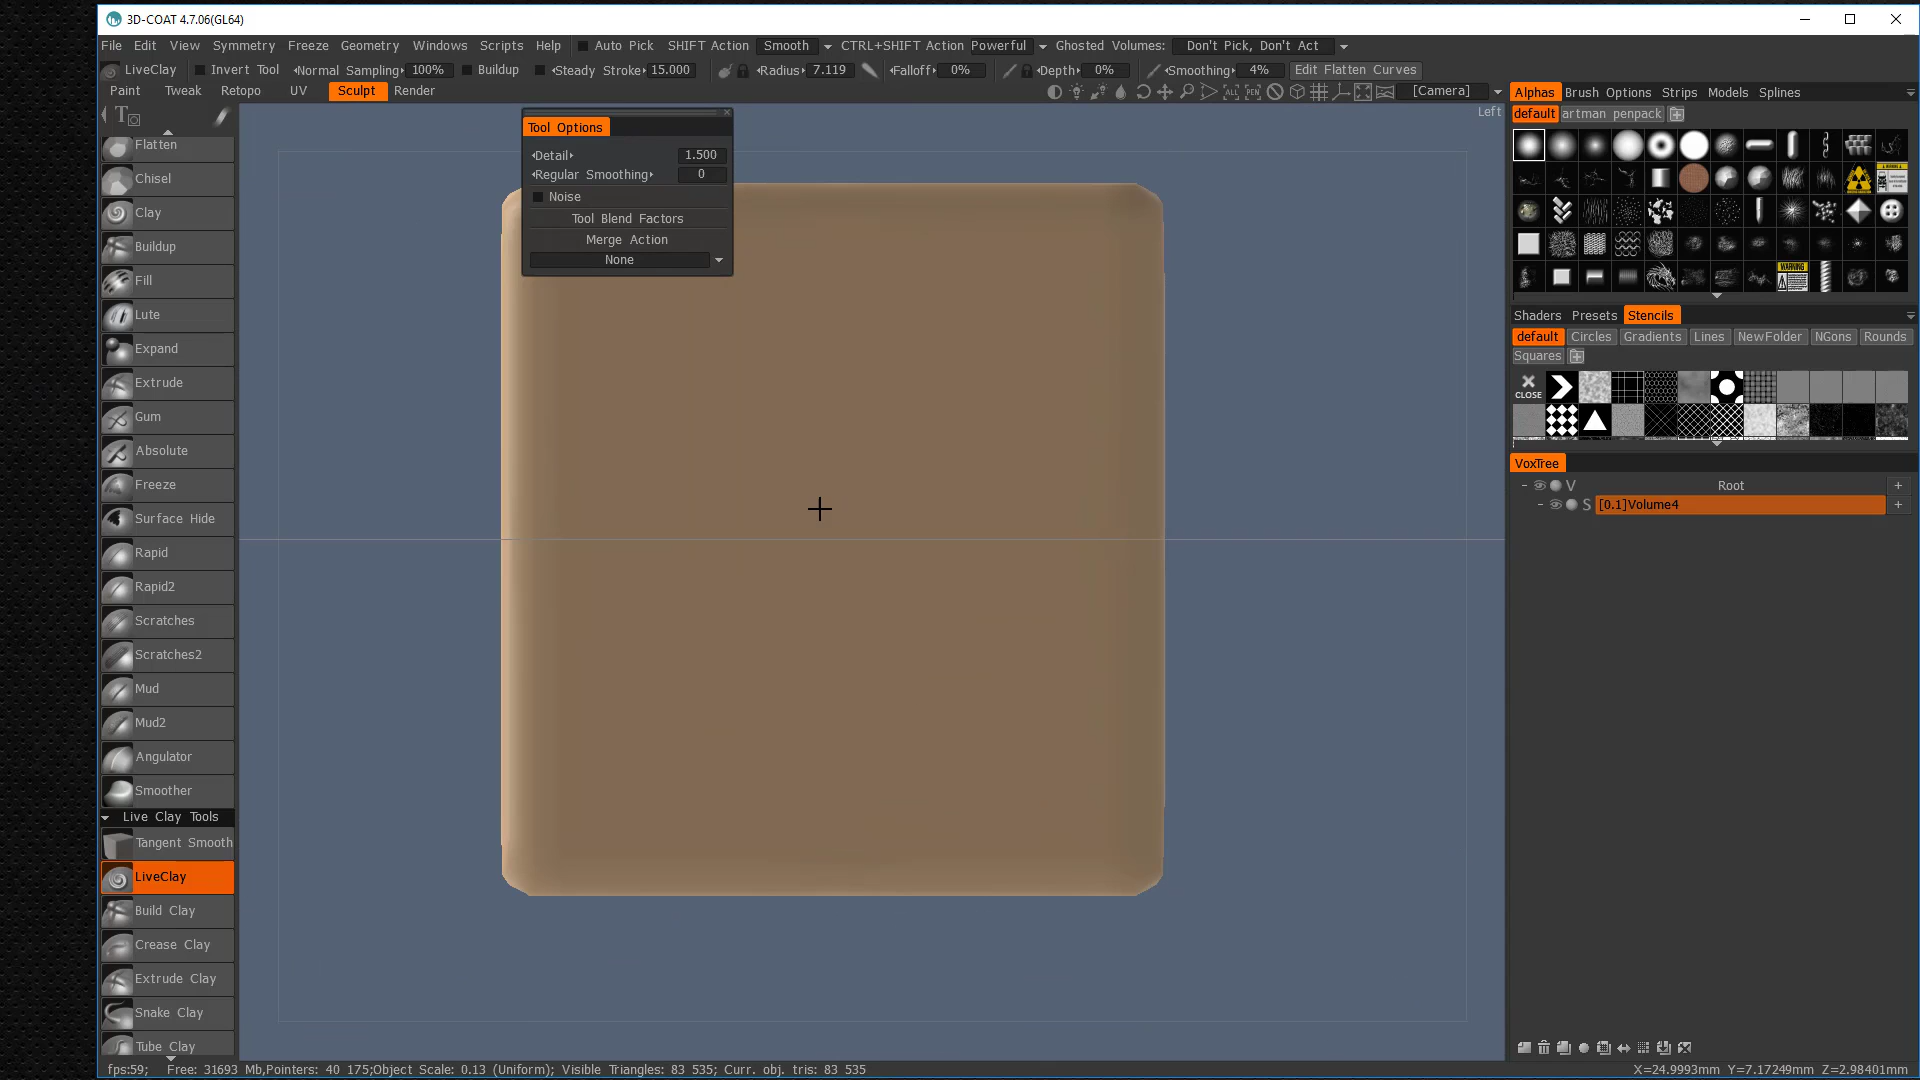 3D-COAT 4.7.06(GL64)
File Edit View Symmetry Freeze Geometry Windows Scripts Help Auto Pick SHIFT Action Smooth CTRL+SHIFT Action Powerful Ghosted Volumes: Don't Pick, Don't Act
LiveClay Invert Tool Normal Sampling 100% Buildup Steady Stroke 15.000 Radius 7.119 Falloff 0% Depth 0% Smoothing 4% Edit Flatten Curves
Paint Tweak Retopo UV Sculpt Render ALL PEN [Camera]
Left
Flatten
Chisel
Clay
Buildup
Fill
Lute
Expand
Extrude
Gum
Absolute
Freeze
Surface Hide
Rapid
Rapid2
Scratches
Scratches2
Mud
Mud2
Angulator
Smoother
Live Clay Tools
Tangent Smooth
LiveClay
Build Clay
Crease Clay
Extrude Clay
Snake Clay
Tube Clay
Tool Options
Detail 1.500
Regular Smoothing 0
Noise
Tool Blend Factors
Merge Action
None
Alphas Brush Options Strips Models Splines
default artman penpack
WARNING
Shaders Presets Stencils
default Circles Gradients Lines NewFolder NGons Rounds
Squares
CLOSE
VoxTree
V Root +
S [0.1]Volume4 +
fps:59; Free: 31693 Mb,Pointers: 40 175;Object Scale: 0.13 (Uniform); Visible Triangles: 83 535; Curr. obj. tris: 83 535
X=24.9993mm Y=7.17249mm Z=2.98401mm